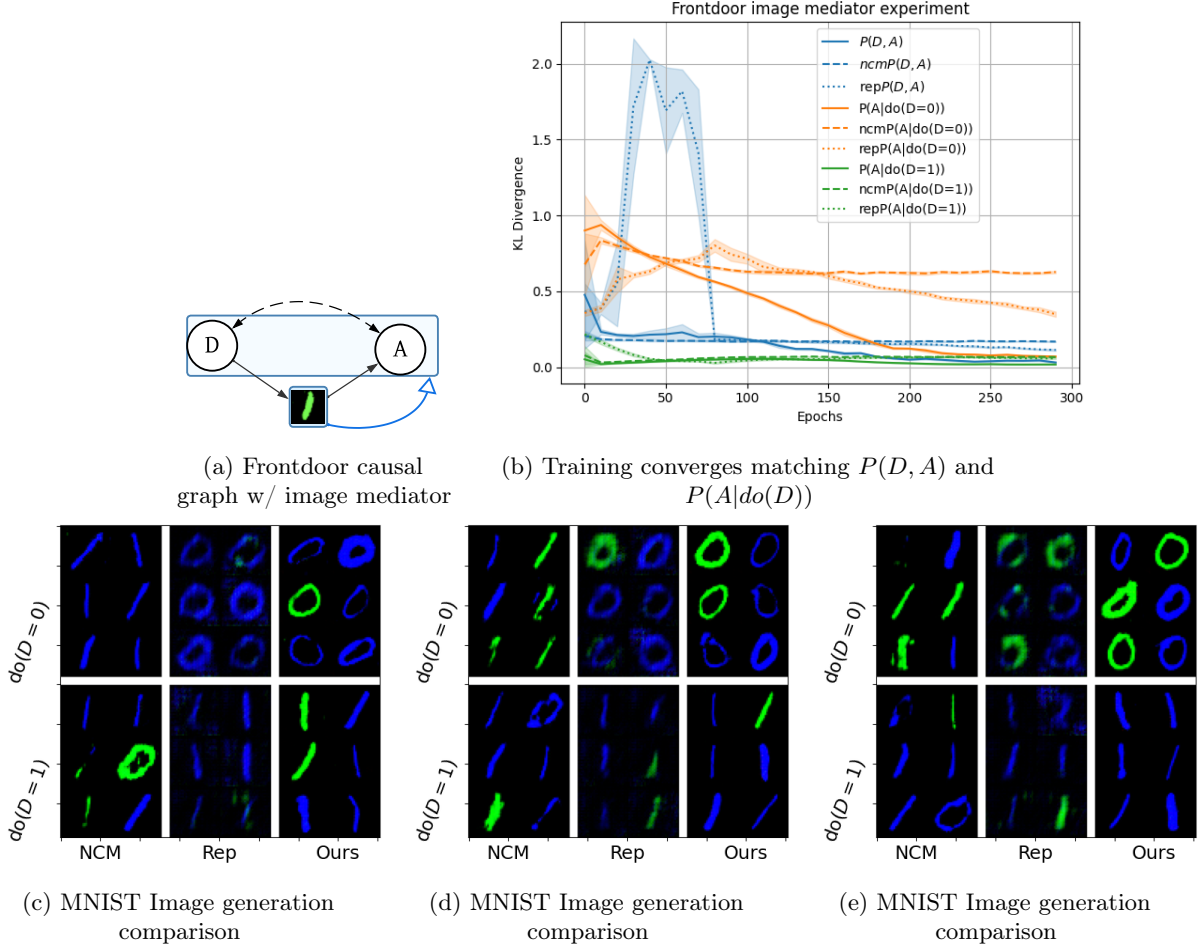 Frontdoor image mediator experiment
P(D, A)
ncmP(D, A)
repP(D, A)
P(A|do(D=0))
ncmP(A|do(D=0))
repP(A|do(D=0))
P(A|do(D=1))
ncmP(A|do(D=1))
repP(A|do(D=1))
KL Divergence
2.0
1.5
1.0
0.5
0.0
0
50
100
150
200
250
300
Epochs
D
A
(a) Frontdoor causal
graph w/ image mediator
(b) Training converges matching P(D, A) and
P(A|do(D))
do(D = 0)
do(D = 1)
NCM
Rep
Ours
do(D = 0)
do(D = 1)
NCM
Rep
Ours
do(D = 0)
do(D = 1)
NCM
Rep
Ours
(c) MNIST Image generation
comparison
(d) MNIST Image generation
comparison
(e) MNIST Image generation
comparison